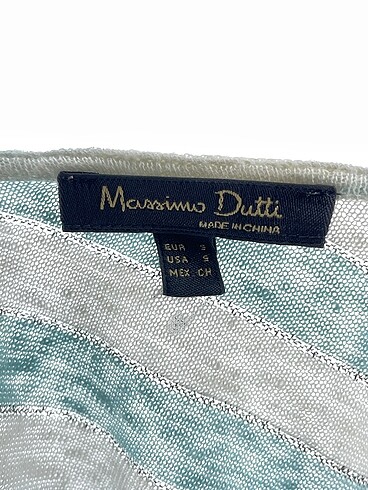 Massimo Dutti
MADE IN CHINA
EUR S
USA S
MEX CH